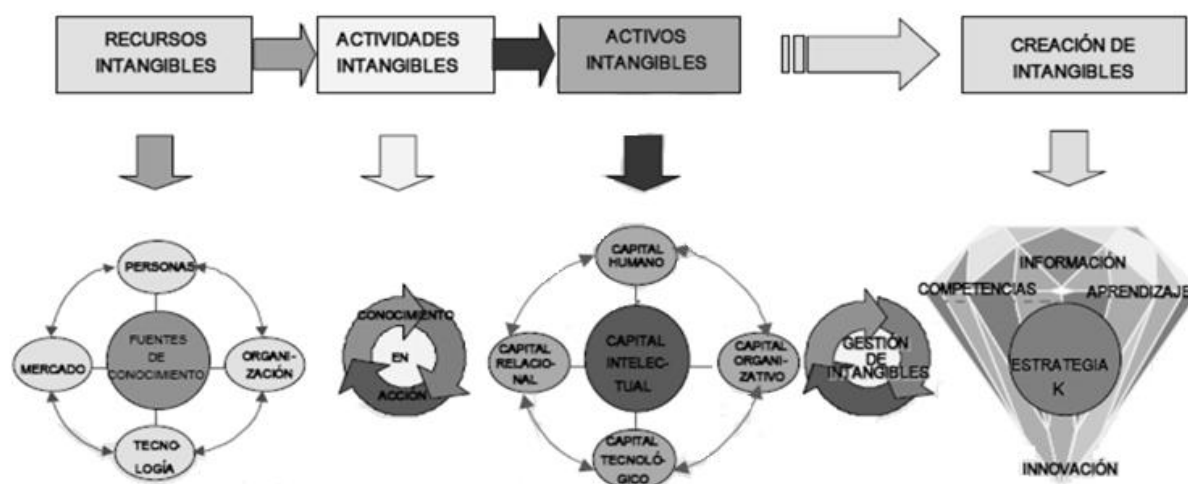 RECURSOS
INTANGIBLES
ACTIVIDADES
INTANGIBLES
ACTIVOS
INTANGIBLES
CREACIÓN DE
INTANGIBLES
PERSONAS
FUENTES
DE
CONOCIMIENTO
MERCADO
ORGANI-
ZACIÓN
TECNO-
LOGÍA
CONOCIMIENTO
EN
ACCIÓN
CAPITAL
HUMANO
CAPITAL
RELACIO-
NAL
CAPITAL
INTELEC-
TUAL
CAPITAL
ORGANI-
ZATIVO
CAPITAL
TECNOLÓ-
GICO
GESTIÓN
DE
INTANGIBLES
INFORMACIÓN
COMPETENCIAS
APRENDIZAJE
ESTRATEGIA
K
INNOVACIÓN